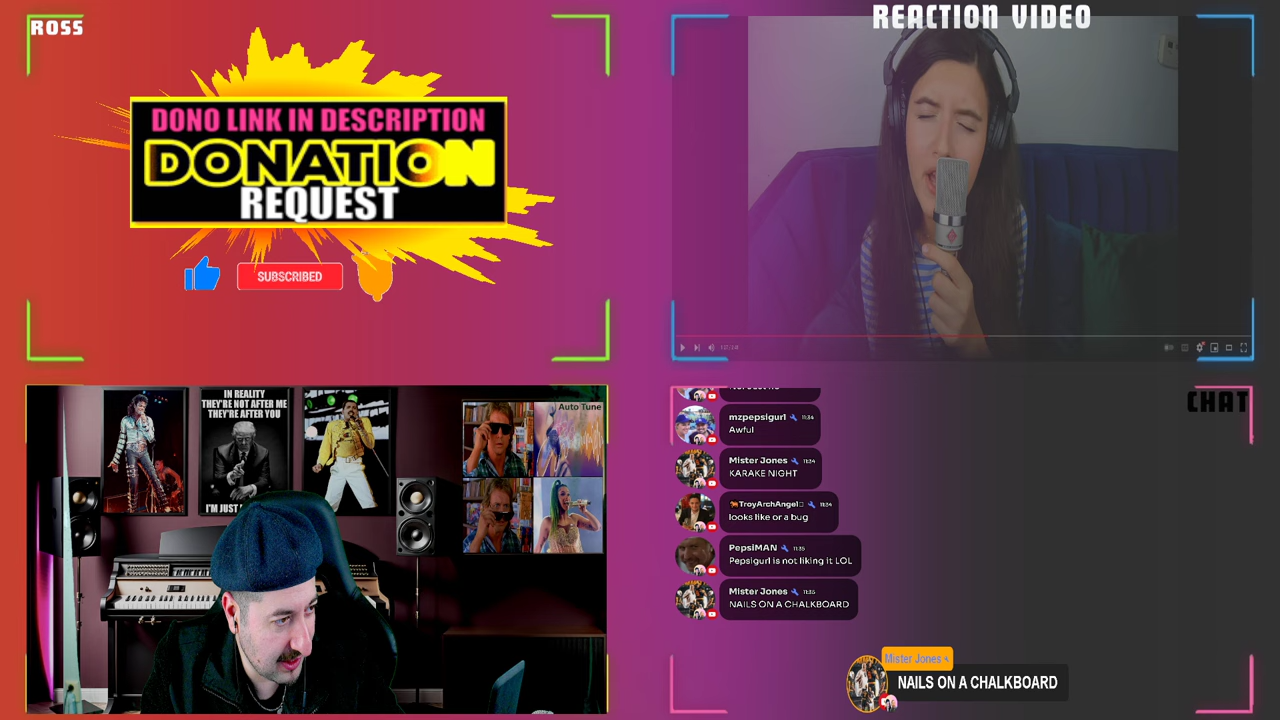 ROSS
DONO LINK IN DESCRIPTION
DONATION
REQUEST
SUBSCRIBED
REACTION VIDEO
IN REALITY
THEY'RE NOT AFTER ME
THEY'RE AFTER YOU
I'M JUST
Auto Tune
CHAT
mzpepsigurl 11:34
Awful
Mister Jones 11:34
KARAKE NIGHT
TroyArchAngel 11:34
looks like or a bug
PepsiMAN 11:35
Pepsigurl is not liking it LOL
Mister Jones 11:35
NAILS ON A CHALKBOARD
Mister Jones
NAILS ON A CHALKBOARD